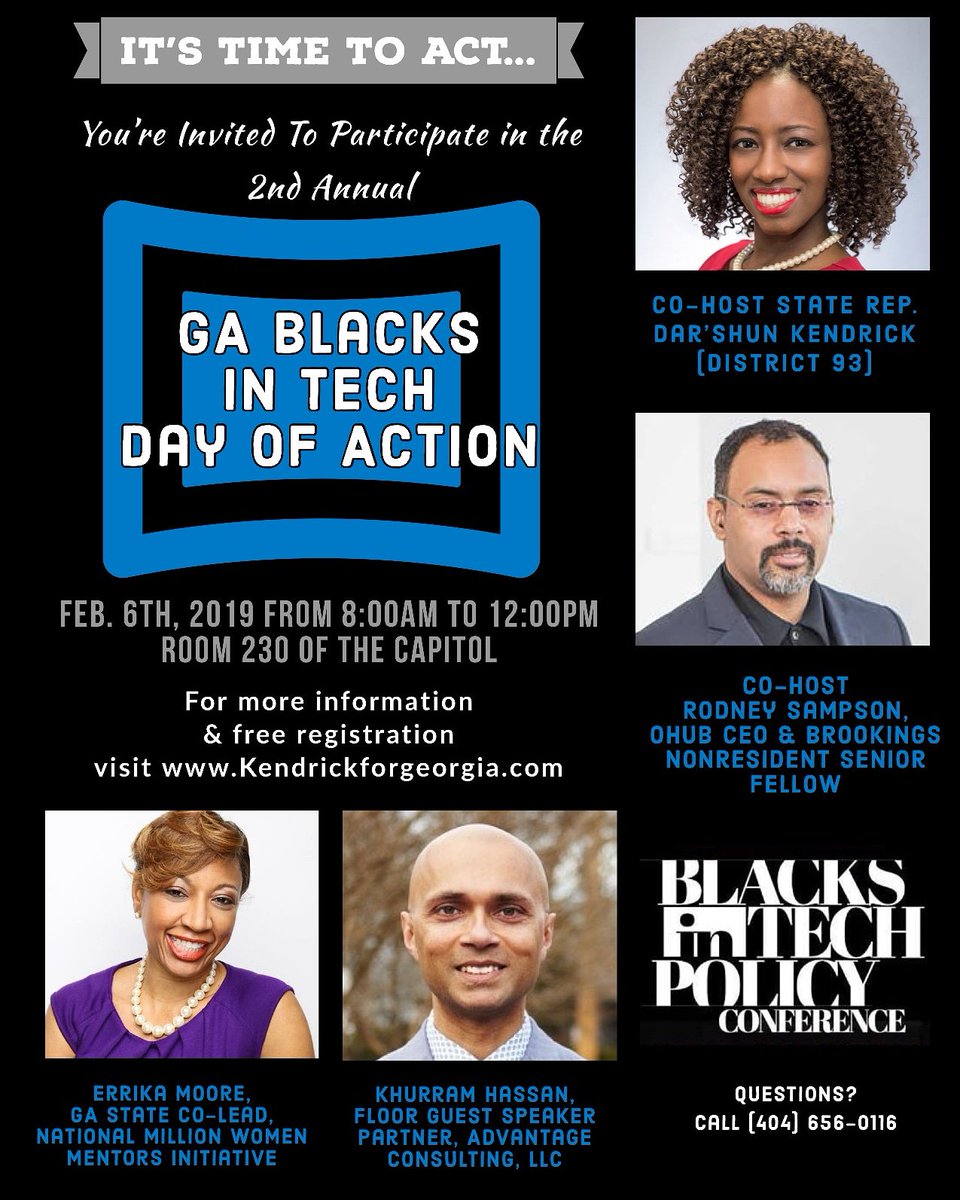 IT'S TIME TO ACT...
You're Invited To Participate in the
2nd Annual
GA BLACKS
IN TECH
DAY OF ACTION
FEB. 6TH, 2019 FROM 8:00AM TO 12:00PM
ROOM 230 OF THE CAPITOL
For more information
& free registration
visit www.Kendrickforgeorgia.com
CO-HOST STATE REP.
DAR'SHUN KENDRICK
(DISTRICT 93)
CO-HOST
RODNEY SAMPSON,
OHUB CEO & BROOKINGS
NONRESIDENT SENIOR
FELLOW
ERRIKA MOORE,
GA STATE CO-LEAD,
NATIONAL MILLION WOMEN
MENTORS INITIATIVE
KHURRAM HASSAN,
FLOOR GUEST SPEAKER
PARTNER, ADVANTAGE
CONSULTING, LLC
BLACKS
in TECH
POLICY
CONFERENCE
QUESTIONS?
CALL (404) 656-0116